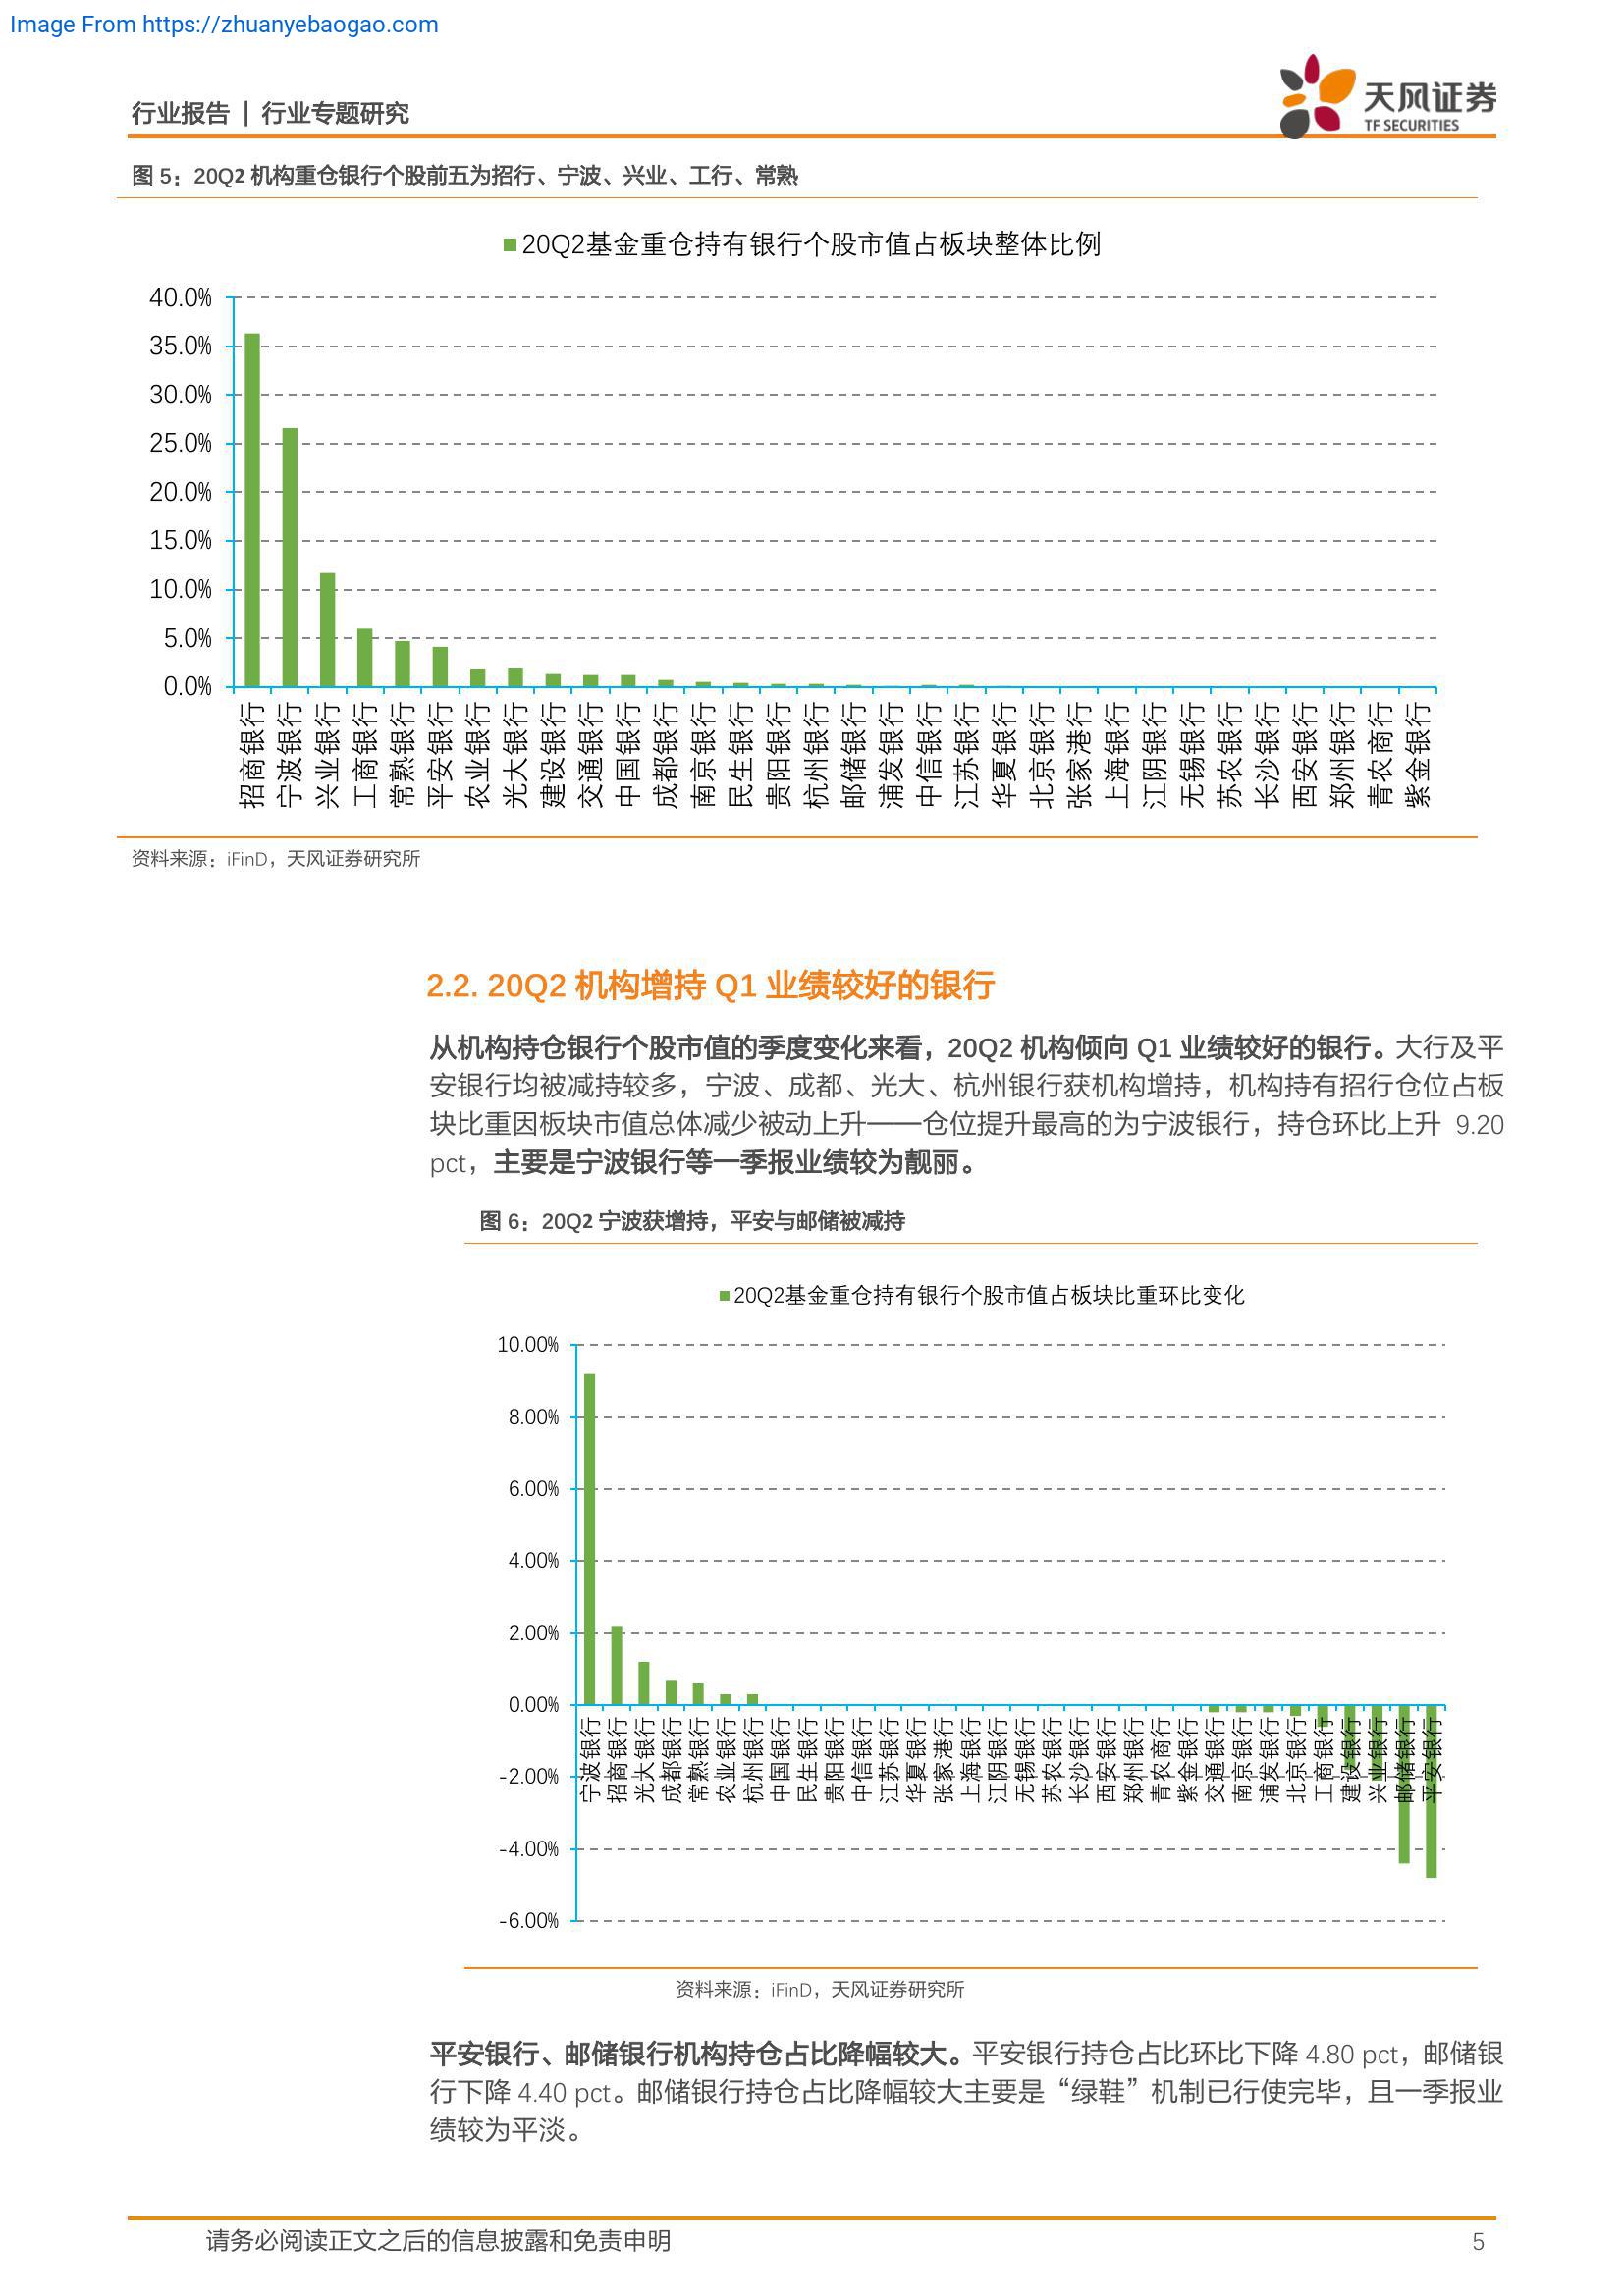 Image From https://zhuanyebaogao.com
行业报告 | 行业专题研究
天风证券
TF SECURITIES
图 5：20Q2 机构重仓银行个股前五为招行、宁波、兴业、工行、常熟
20Q2基金重仓持有银行个股市值占板块整体比例
40.0%
35.0%
30.0%
25.0%
20.0%
15.0%
10.0%
5.0%
0.0%
招商银行
宁波银行
兴业银行
工商银行
常熟银行
平安银行
农业银行
光大银行
建设银行
交通银行
中国银行
成都银行
南京银行
民生银行
贵阳银行
杭州银行
邮储银行
浦发银行
中信银行
江苏银行
华夏银行
北京银行
张家港行
上海银行
江阴银行
无锡银行
苏农银行
长沙银行
西安银行
郑州银行
青农商行
紫金银行
资料来源：iFinD，天风证券研究所
2.2. 20Q2 机构增持 Q1 业绩较好的银行
从机构持仓银行个股市值的季度变化来看，20Q2 机构倾向 Q1 业绩较好的银行。大行及平
安银行均被减持较多，宁波、成都、光大、杭州银行获机构增持，机构持有招行仓位占板
块比重因板块市值总体减少被动上升——仓位提升最高的为宁波银行，持仓环比上升 9.20
pct，主要是宁波银行等一季报业绩较为靓丽。
图 6：20Q2 宁波获增持，平安与邮储被减持
20Q2基金重仓持有银行个股市值占板块比重环比变化
10.00%
8.00%
6.00%
4.00%
2.00%
0.00%
-2.00%
-4.00%
-6.00%
宁波银行
招商银行
光大银行
成都银行
常熟银行
农业银行
杭州银行
中国银行
民生银行
贵阳银行
中信银行
江苏银行
华夏银行
张家港行
上海银行
江阴银行
无锡银行
苏农银行
长沙银行
西安银行
郑州银行
青农商行
紫金银行
交通银行
南京银行
浦发银行
北京银行
工商银行
建设银行
兴业银行
邮储银行
平安银行
资料来源：iFinD，天风证券研究所
平安银行、邮储银行机构持仓占比降幅较大。平安银行持仓占比环比下降 4.80 pct，邮储银
行下降 4.40 pct。邮储银行持仓占比降幅较大主要是“绿鞋”机制已行使完毕，且一季报业
绩较为平淡。
请务必阅读正文之后的信息披露和免责申明
5